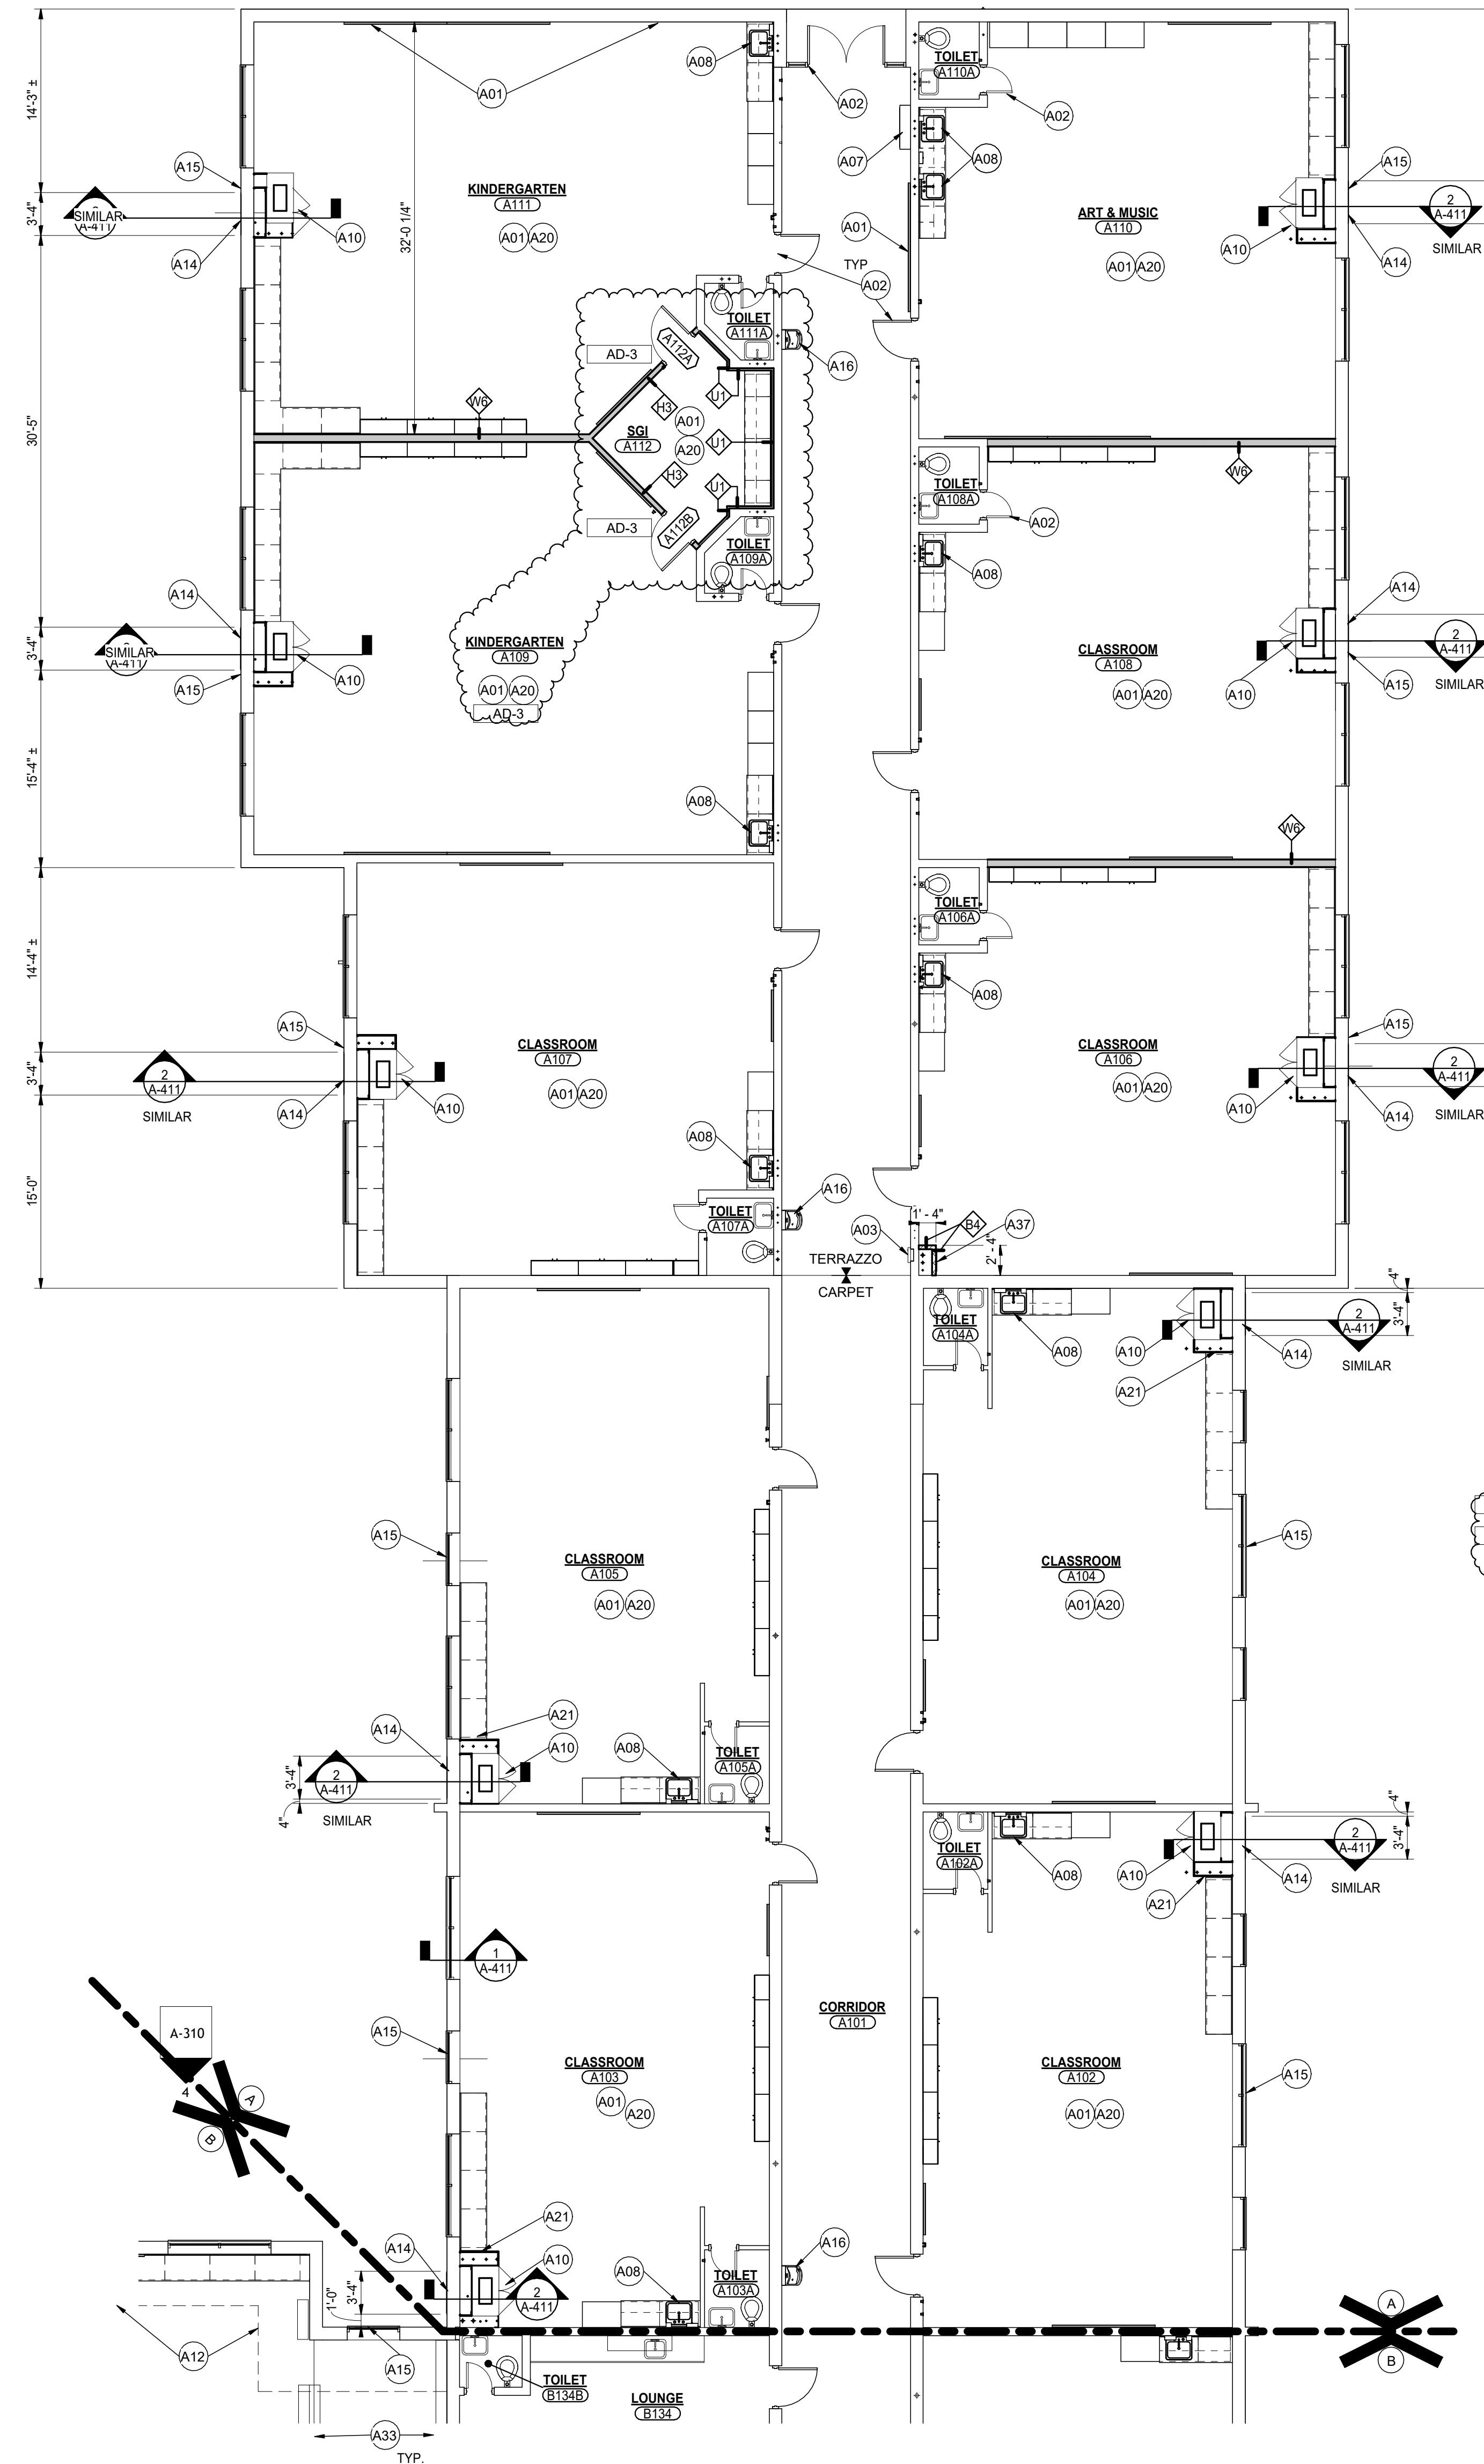 A01
A08
TOILET
A110A
A02
A02
A07
A08
14'-3" ±
A15
A15
KINDERGARTEN
A111
A01
A20
32'-0 1/4"
ART & MUSIC
A110
A01
A20
A01
TYP
A02
3'-4"
SIMILAR
A-411
A10
A14
A10
A14
2
A-411
SIMILAR
TOILET
A111A
AD-3
A112A
A16
30'-5"
W6
H3
U1
A01
SGI
A112
A20
U1
H3
U1
W6
TOILET
A108A
A02
AD-3
A112B
TOILET
A109A
A08
A14
A14
3'-4"
SIMILAR
A-411
A10
A15
KINDERGARTEN
A109
A01
A20
AD-3
CLASSROOM
A108
A01
A20
A10
A15
2
A-411
SIMILAR
15'-4" ±
A08
W6
TOILET
A106A
14'-4" ±
A08
A15
A15
CLASSROOM
A107
A01
A20
CLASSROOM
A106
A01
A20
3'-4"
2
A-411
SIMILAR
A14
A10
A10
A14
2
A-411
SIMILAR
A08
15'-0"
A16
TOILET
A107A
A03
1' - 4"
B4
A37
2' - 4"
TERRAZZO
CARPET
TOILET
A104A
A08
A10
A14
A21
4"
3'-4"
2
A-411
SIMILAR
A15
A15
CLASSROOM
A105
A01
A20
CLASSROOM
A104
A01
A20
A21
A14
A10
A08
TOILET
A105A
3'-4"
4"
2
A-411
SIMILAR
TOILET
A102A
A08
A10
A14
A21
4"
3'-4"
2
A-411
SIMILAR
1
A-411
CORRIDOR
A101
A-310
4
A
B
A15
A15
CLASSROOM
A103
A01
A20
CLASSROOM
A102
A01
A20
A21
A14
A10
A08
A16
TOILET
A103A
3'-4"
1'-0"
2
A-411
A
B
A12
A15
TOILET
B134B
LOUNGE
B134
A33
TYP.